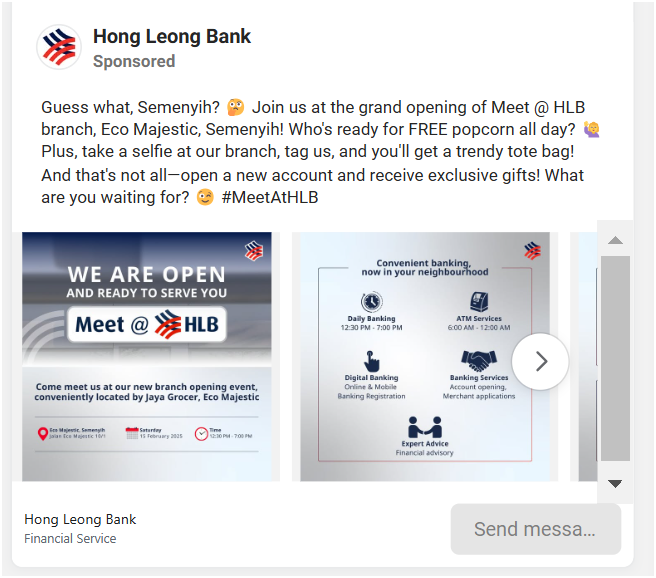 Hong Leong Bank
Sponsored
Guess what, Semenyih? 🤔 Join us at the grand opening of Meet @ HLB
branch, Eco Majestic, Semenyih! Who's ready for FREE popcorn all day? 🙋
Plus, take a selfie at our branch, tag us, and you'll get a trendy tote bag!
And that's not all—open a new account and receive exclusive gifts! What
are you waiting for? 😉 #MeetAtHLB
WE ARE OPEN
AND READY TO SERVE YOU
Meet @ HLB
Come meet us at our new branch opening event,
conveniently located by Jaya Grocer, Eco Majestic
Eco Majestic, Semenyih
Jalan Eco Majestic 10/1
Saturday
15 February 2025
Time
12:30 PM - 7:00 PM
Convenient banking,
now in your neighbourhood
Daily Banking
12:30 PM - 7:00 PM
ATM Services
6:00 AM - 12:00 AM
Digital Banking
Online & Mobile
Banking Registration
Banking Services
Account opening,
Merchant applications
Expert Advice
Financial advisory
Hong Leong Bank
Financial Service
Send messa...